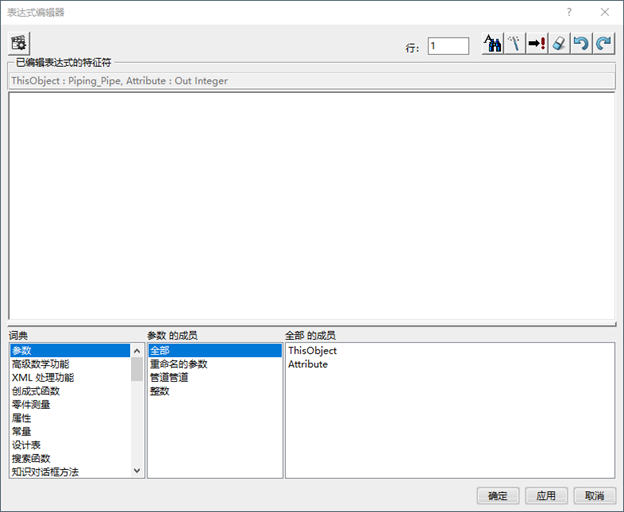 表达式编辑器
?
行: 1
已编辑表达式的特征符
ThisObject : Piping_Pipe, Attribute : Out Integer
词典
参数 的成员
全部 的成员
参数
高级数学功能
XML 处理功能
创成式函数
零件测量
属性
常量
设计表
搜索函数
知识对话框方法
全部
重命名的参数
管道管道
整数
ThisObject
Attribute
确定
应用
取消